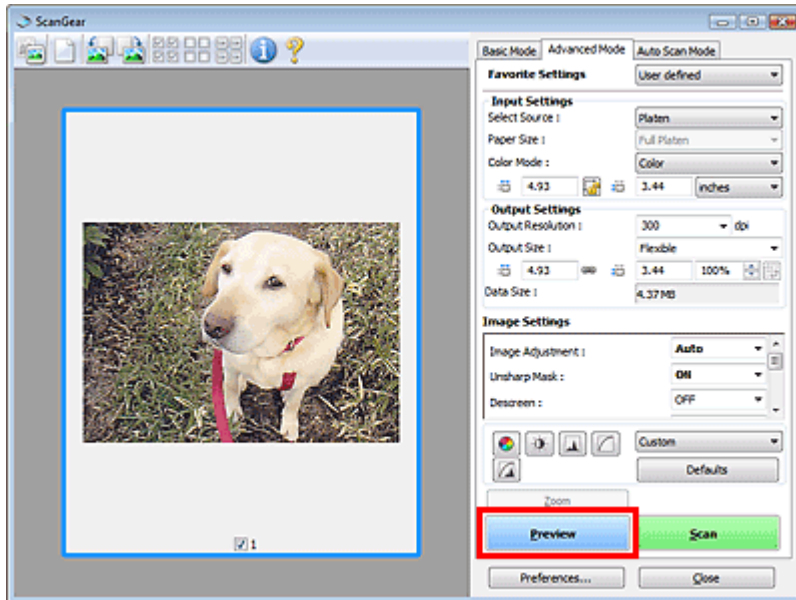 ScanGear
Basic Mode Advanced Mode Auto Scan Mode
Favorite Settings User defined
Input Settings
Select Source : Platen
Paper Size : Full Platen
Color Mode : Color
4.93 3.44 inches
Output Settings
Output Resolution : 300 dpi
Output Size : Flexible
4.93 3.44 100%
Data Size : 4.37 MB
Image Settings
Image Adjustment : Auto
Unsharp Mask : ON
Descreen : OFF
Custom
Defaults
Zoom
Preview Scan
1
Preferences... Close